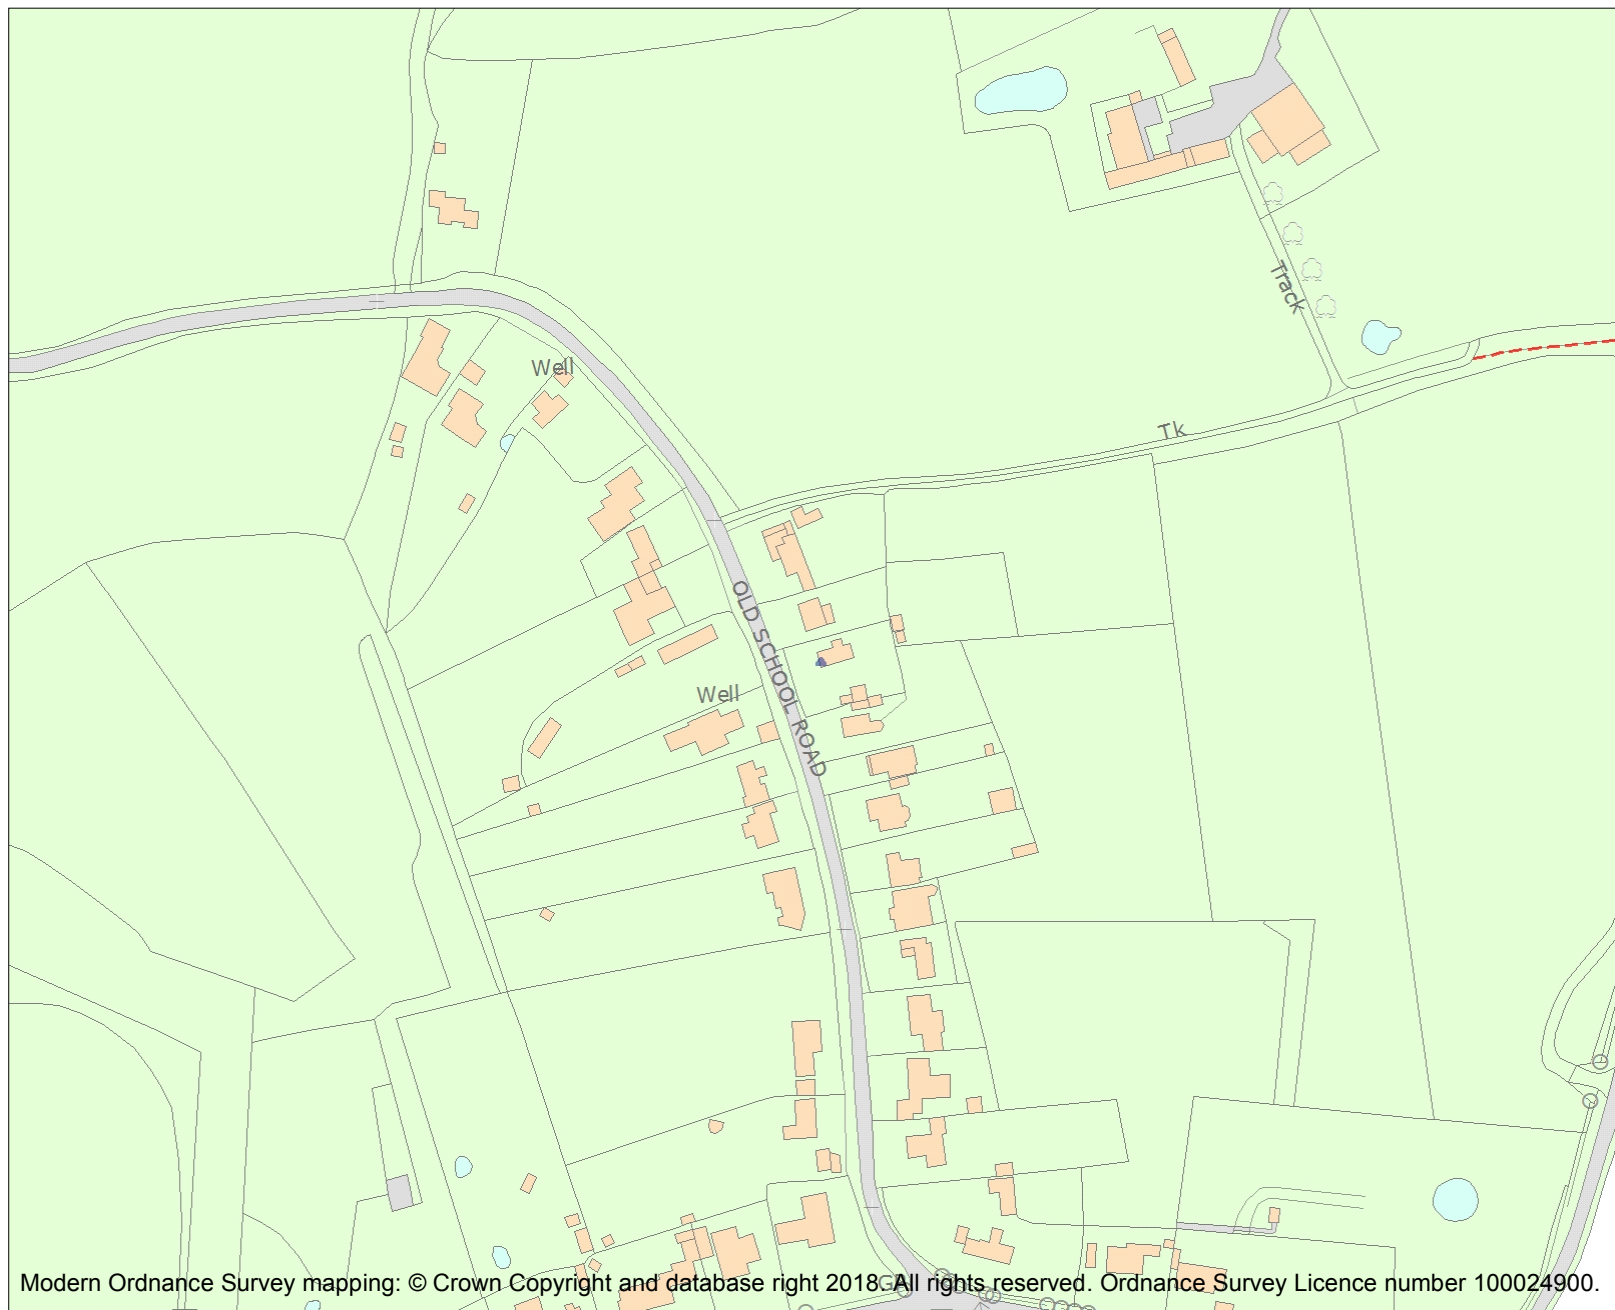 Track
Well
Tk
OLD SCHOOL ROAD
Well
Modern Ordnance Survey mapping: © Crown Copyright and database right 2018. All rights reserved. Ordnance Survey Licence number 100024900.